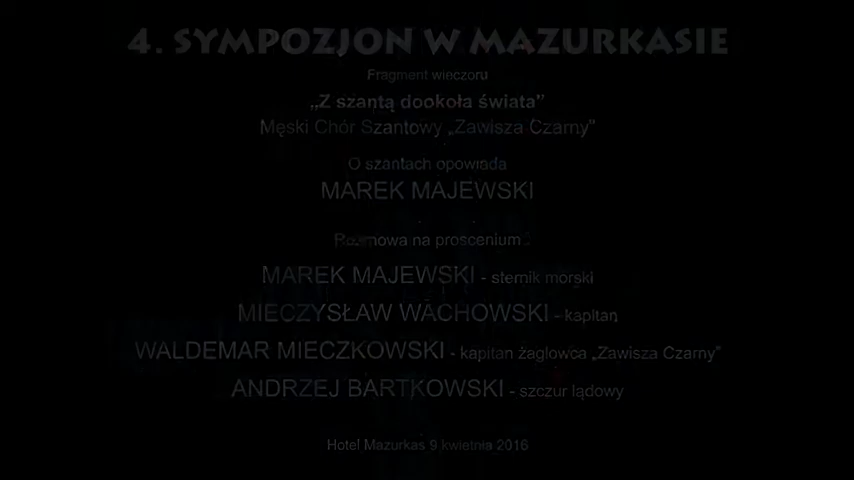 4. SYMPOZJON W MAZURKASIE
Fragment wieczoru
„Z szantą dookoła świata”
Męski Chór Szantowy „Zawisza Czarny”
O szantach opowiada
MAREK MAJEWSKI
Rozmowa na proscenium :
MAREK MAJEWSKI - sternik morski
MIECZYSŁAW WACHOWSKI - kapitan
WALDEMAR MIECZKOWSKI - kapitan żaglowca „Zawisza Czarny”
ANDRZEJ BARTKOWSKI - szczur lądowy
Hotel Mazurkas 9 kwietnia 2016